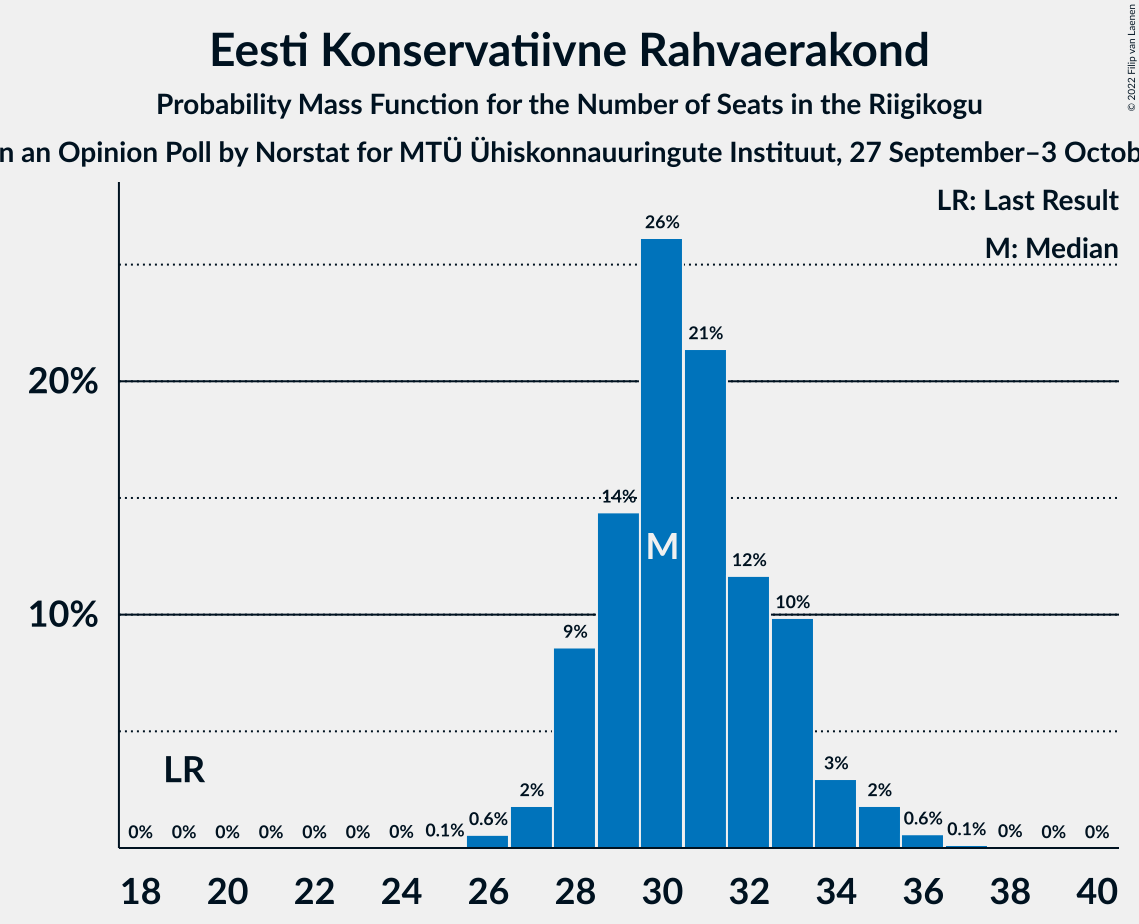 © 2022 Filip van Laenen
Eesti Konservatiivne Rahvaerakond
Probability Mass Function for the Number of Seats in the Riigikogu
an Opinion Poll by Norstat for MTÜ Ühiskonnauuringute Instituut, 27 September–3
LR: Last Result
M: Median
26%
21%
20%
14%
M
12%
10%
10%
9%
LR
3%
2%
2%
0% 0% 0% 0% 0% 0% 0% 0.1% 0.6% 0.6% 0.1% 0% 0% 0%
18 20 22 24 26 28 30 32 34 36 38 40